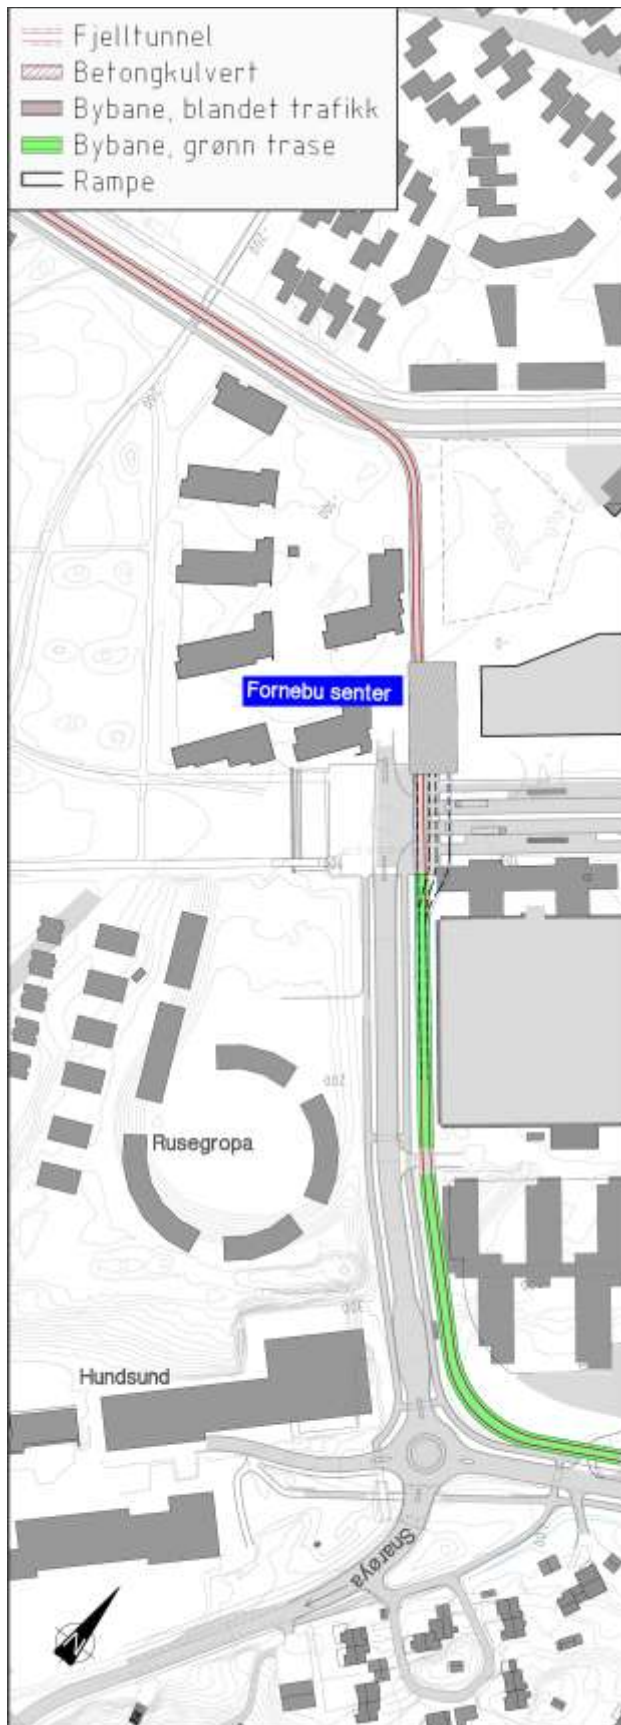 Fjelltunnel
Betongkulvert
Bybane, blandet trafikk
Bybane, grønn trase
Rampe
Fornebu senter
Rusegropa
Hundsund
Snarøya
N